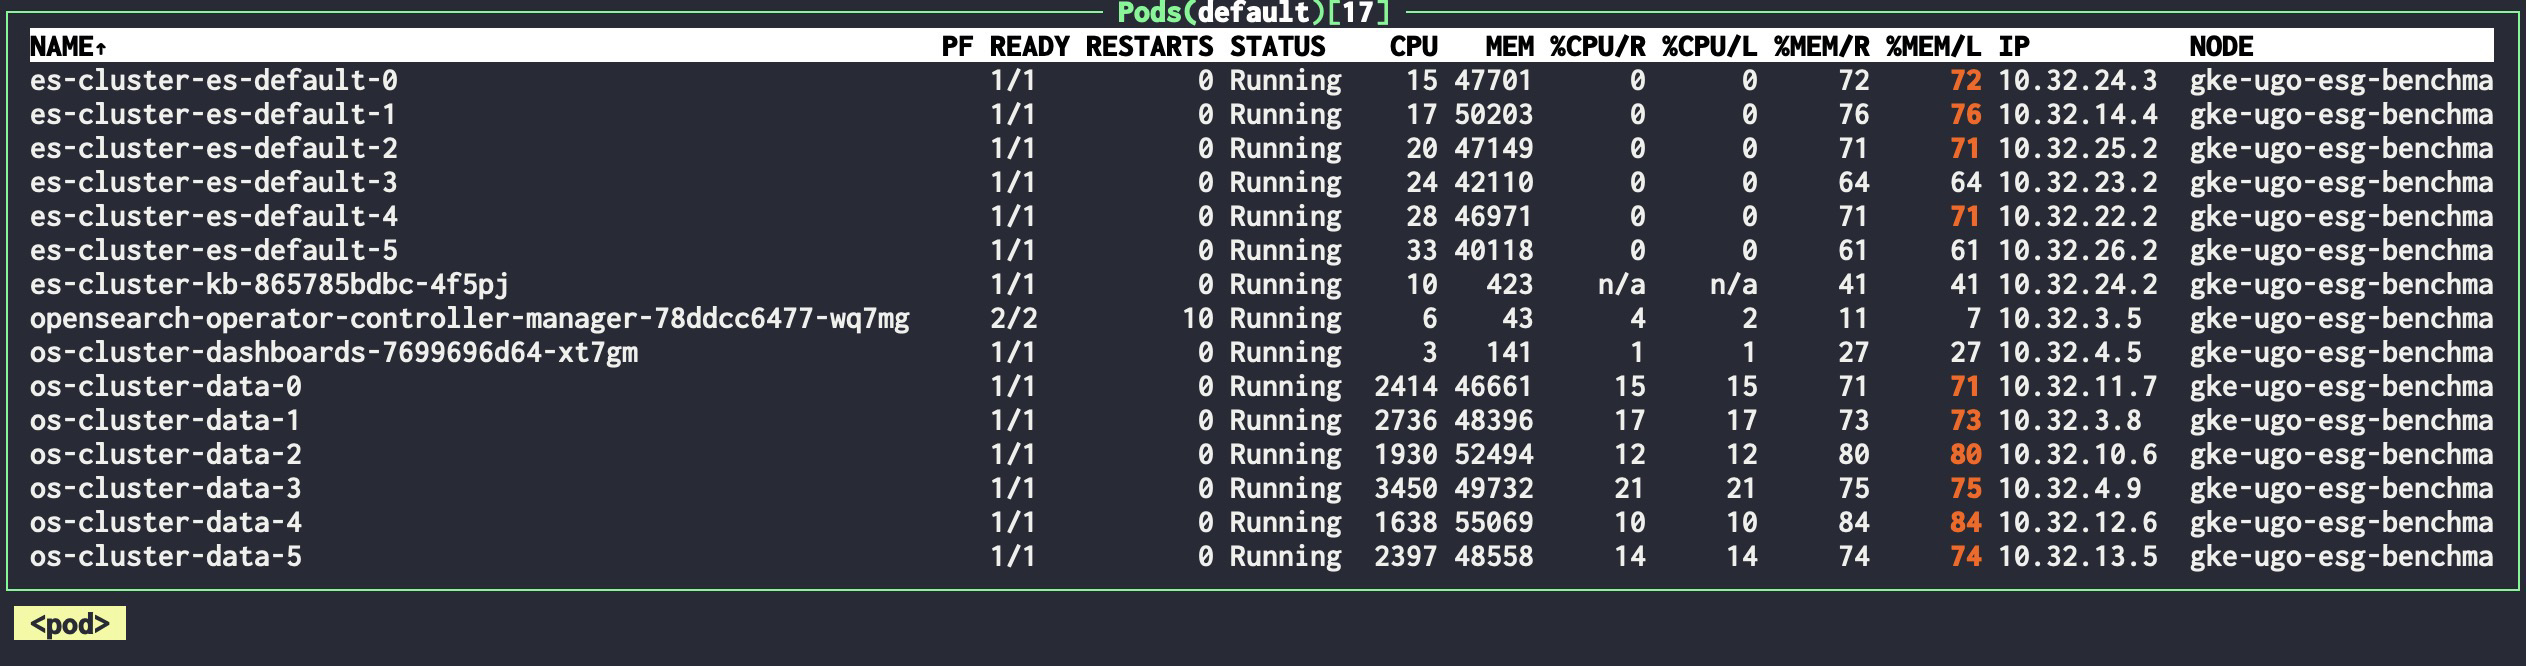 Pods(default)[17]
NAME↑ PF READY RESTARTS STATUS CPU MEM %CPU/R %CPU/L %MEM/R %MEM/L IP NODE
es-cluster-es-default-0 1/1 0 Running 15 47701 0 0 72 72 10.32.24.3 gke-ugo-esg-benchma
es-cluster-es-default-1 1/1 0 Running 17 50203 0 0 76 76 10.32.14.4 gke-ugo-esg-benchma
es-cluster-es-default-2 1/1 0 Running 20 47149 0 0 71 71 10.32.25.2 gke-ugo-esg-benchma
es-cluster-es-default-3 1/1 0 Running 24 42110 0 0 64 64 10.32.23.2 gke-ugo-esg-benchma
es-cluster-es-default-4 1/1 0 Running 28 46971 0 0 71 71 10.32.22.2 gke-ugo-esg-benchma
es-cluster-es-default-5 1/1 0 Running 33 40118 0 0 61 61 10.32.26.2 gke-ugo-esg-benchma
es-cluster-kb-865785bdbc-4f5pj 1/1 0 Running 10 423 n/a n/a 41 41 10.32.24.2 gke-ugo-esg-benchma
opensearch-operator-controller-manager-78ddcc6477-wq7mg 2/2 10 Running 6 43 4 2 11 7 10.32.3.5 gke-ugo-esg-benchma
os-cluster-dashboards-7699696d64-xt7gm 1/1 0 Running 3 141 1 1 27 27 10.32.4.5 gke-ugo-esg-benchma
os-cluster-data-0 1/1 0 Running 2414 46661 15 15 71 71 10.32.11.7 gke-ugo-esg-benchma
os-cluster-data-1 1/1 0 Running 2736 48396 17 17 73 73 10.32.3.8 gke-ugo-esg-benchma
os-cluster-data-2 1/1 0 Running 1930 52494 12 12 80 80 10.32.10.6 gke-ugo-esg-benchma
os-cluster-data-3 1/1 0 Running 3450 49732 21 21 75 75 10.32.4.9 gke-ugo-esg-benchma
os-cluster-data-4 1/1 0 Running 1638 55069 10 10 84 84 10.32.12.6 gke-ugo-esg-benchma
os-cluster-data-5 1/1 0 Running 2397 48558 14 14 74 74 10.32.13.5 gke-ugo-esg-benchma
<pod>